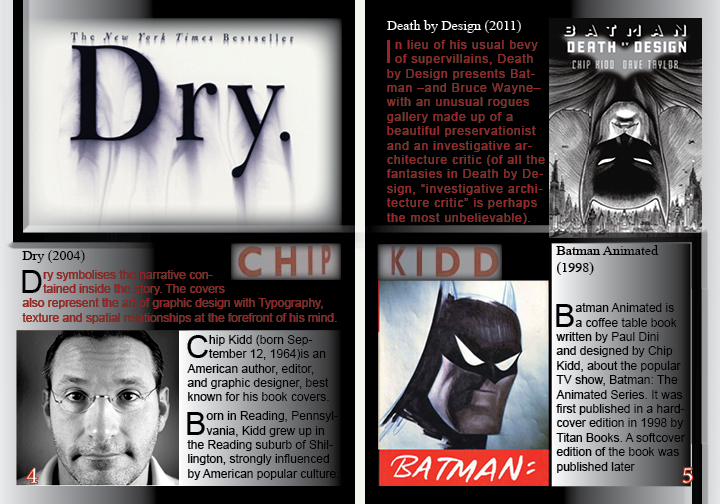 The New York Times Bestseller
Dry.
Dry (2004)
CHIP
Dry symbolises the narrative con-
tained inside the story. The covers
also represent the art of graphic design with Typography,
texture and spatial relationships at the forefront of his mind.
Chip Kidd (born Sep-
tember 12, 1964)is an
American author, editor,
and graphic designer, best
known for his book covers.
Born in Reading, Pennsyl-
vania, Kidd grew up in
the Reading suburb of Shil-
lington, strongly influenced
by American popular culture
4
Death by Design (2011)
In lieu of his usual bevy
of supervillains, Death
by Design presents Bat-
man –and Bruce Wayne–
with an unusual rogues
gallery made up of a
beautiful preservationist
and an investigative ar-
chitecture critic (of all the
fantasies in Death by De-
sign, "investigative archi-
tecture critic" is perhaps
the most unbelievable).
BATMAN
DEATH BY DESIGN
CHIP KIDD DAVE TAYLOR
KIDD
BATMAN:
Batman Animated
(1998)
Batman Animated is
a coffee table book
written by Paul Dini
and designed by Chip
Kidd, about the popular
TV show, Batman: The
Animated Series. It was
first published in a hard-
cover edition in 1998 by
Titan Books. A softcover
edition of the book was
published later
5